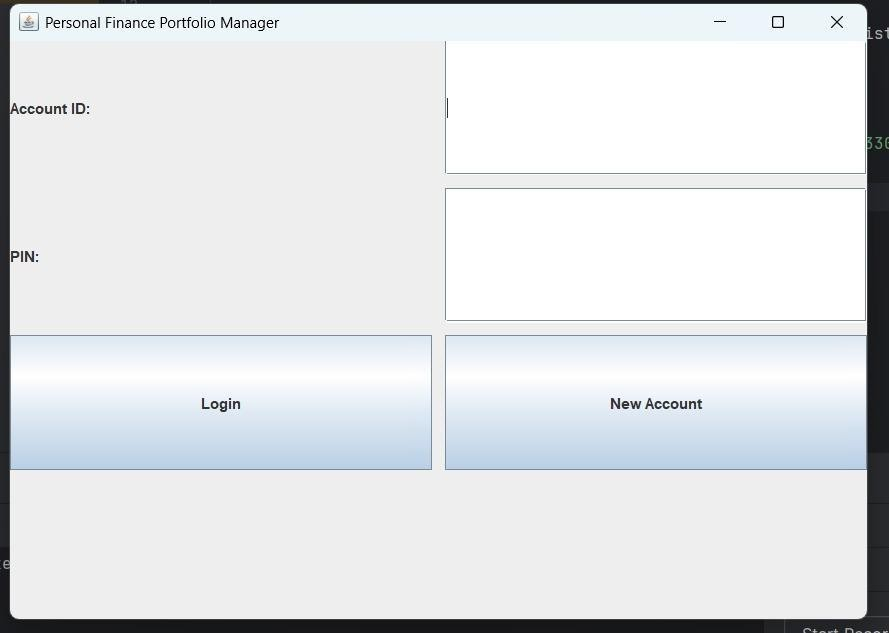 Personal Finance Portfolio Manager
Account ID:
PIN:
Login
New Account